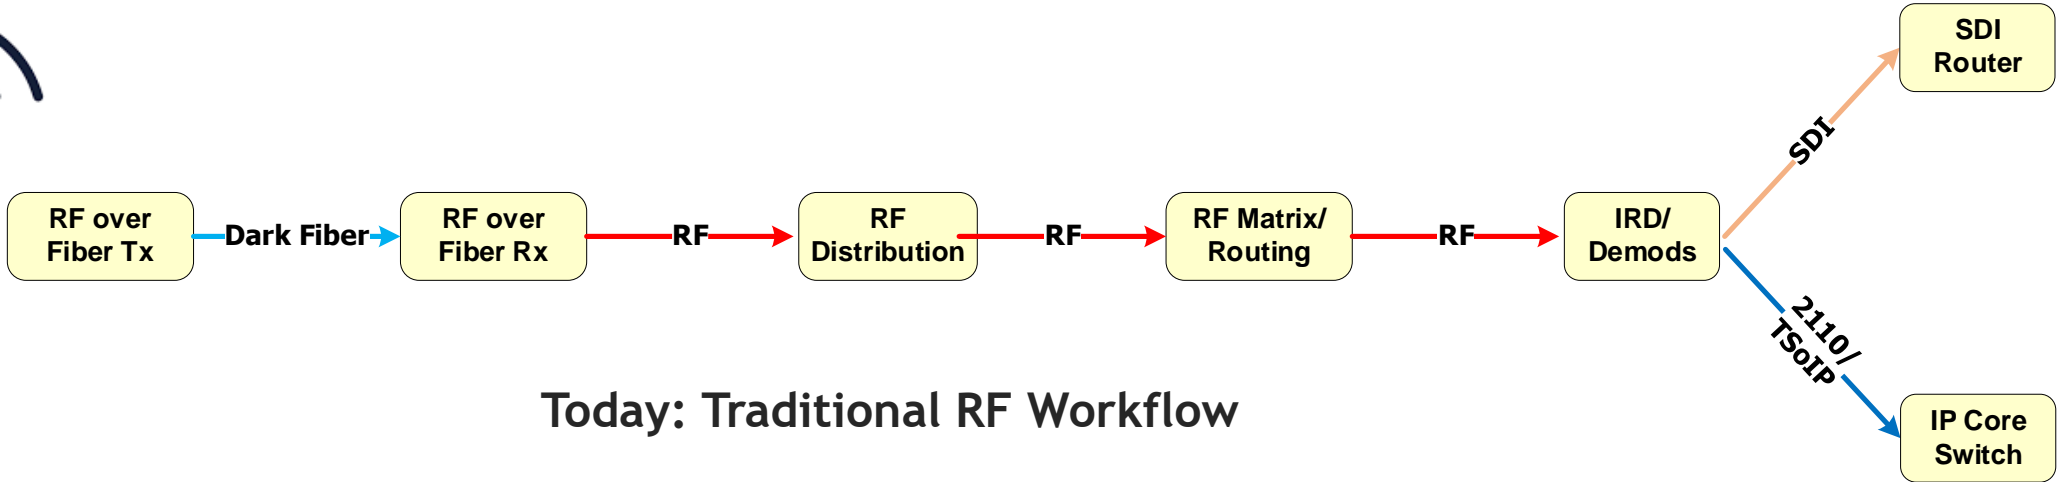 SDI
Router
SDI
RF over
Fiber Tx
Dark Fiber
RF over
Fiber Rx
RF
RF
Distribution
RF
RF Matrix/
Routing
RF
IRD/
Demods
2110/
TSoIP
Today: Traditional RF Workflow
IP Core
Switch